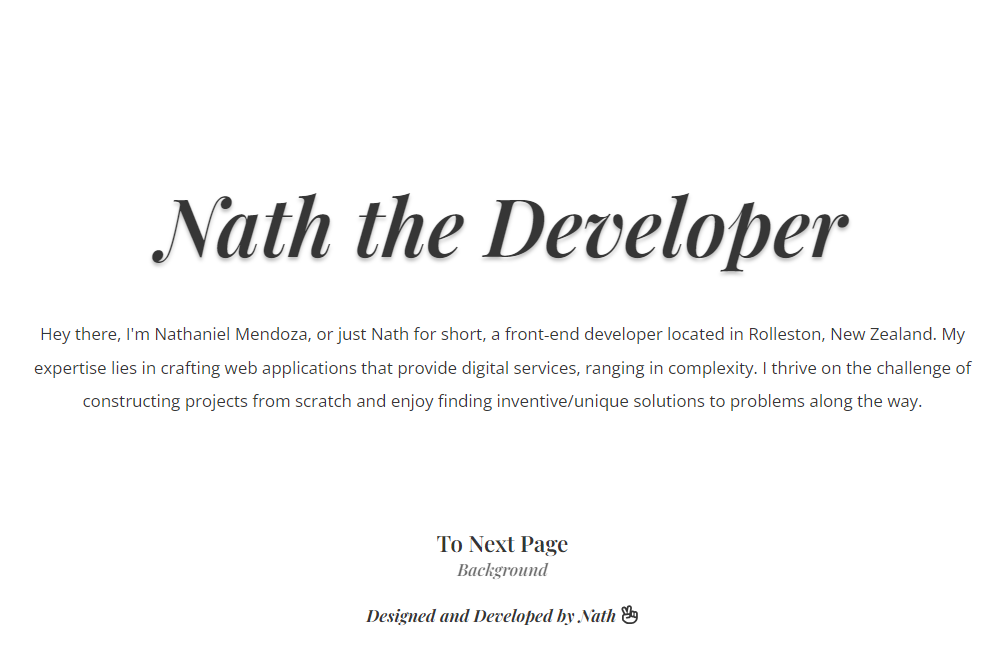 Nath the Developer
Hey there, I'm Nathaniel Mendoza, or just Nath for short, a front-end developer located in Rolleston, New Zealand. My
expertise lies in crafting web applications that provide digital services, ranging in complexity. I thrive on the challenge of
constructing projects from scratch and enjoy finding inventive/unique solutions to problems along the way.
To Next Page
Background
Designed and Developed by Nath